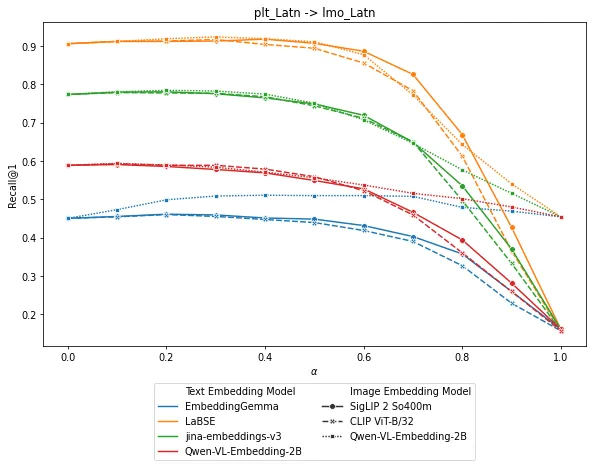 plt_Latn -> lmo_Latn
Recall@1
0.9
0.8
0.7
0.6
0.5
0.4
0.3
0.2
0.0 0.2 0.4 0.6 0.8 1.0
α
Text Embedding Model Image Embedding Model
EmbeddingGemma SigLIP 2 So400m
LaBSE CLIP ViT-B/32
jina-embeddings-v3 Qwen-VL-Embedding-2B
Qwen-VL-Embedding-2B